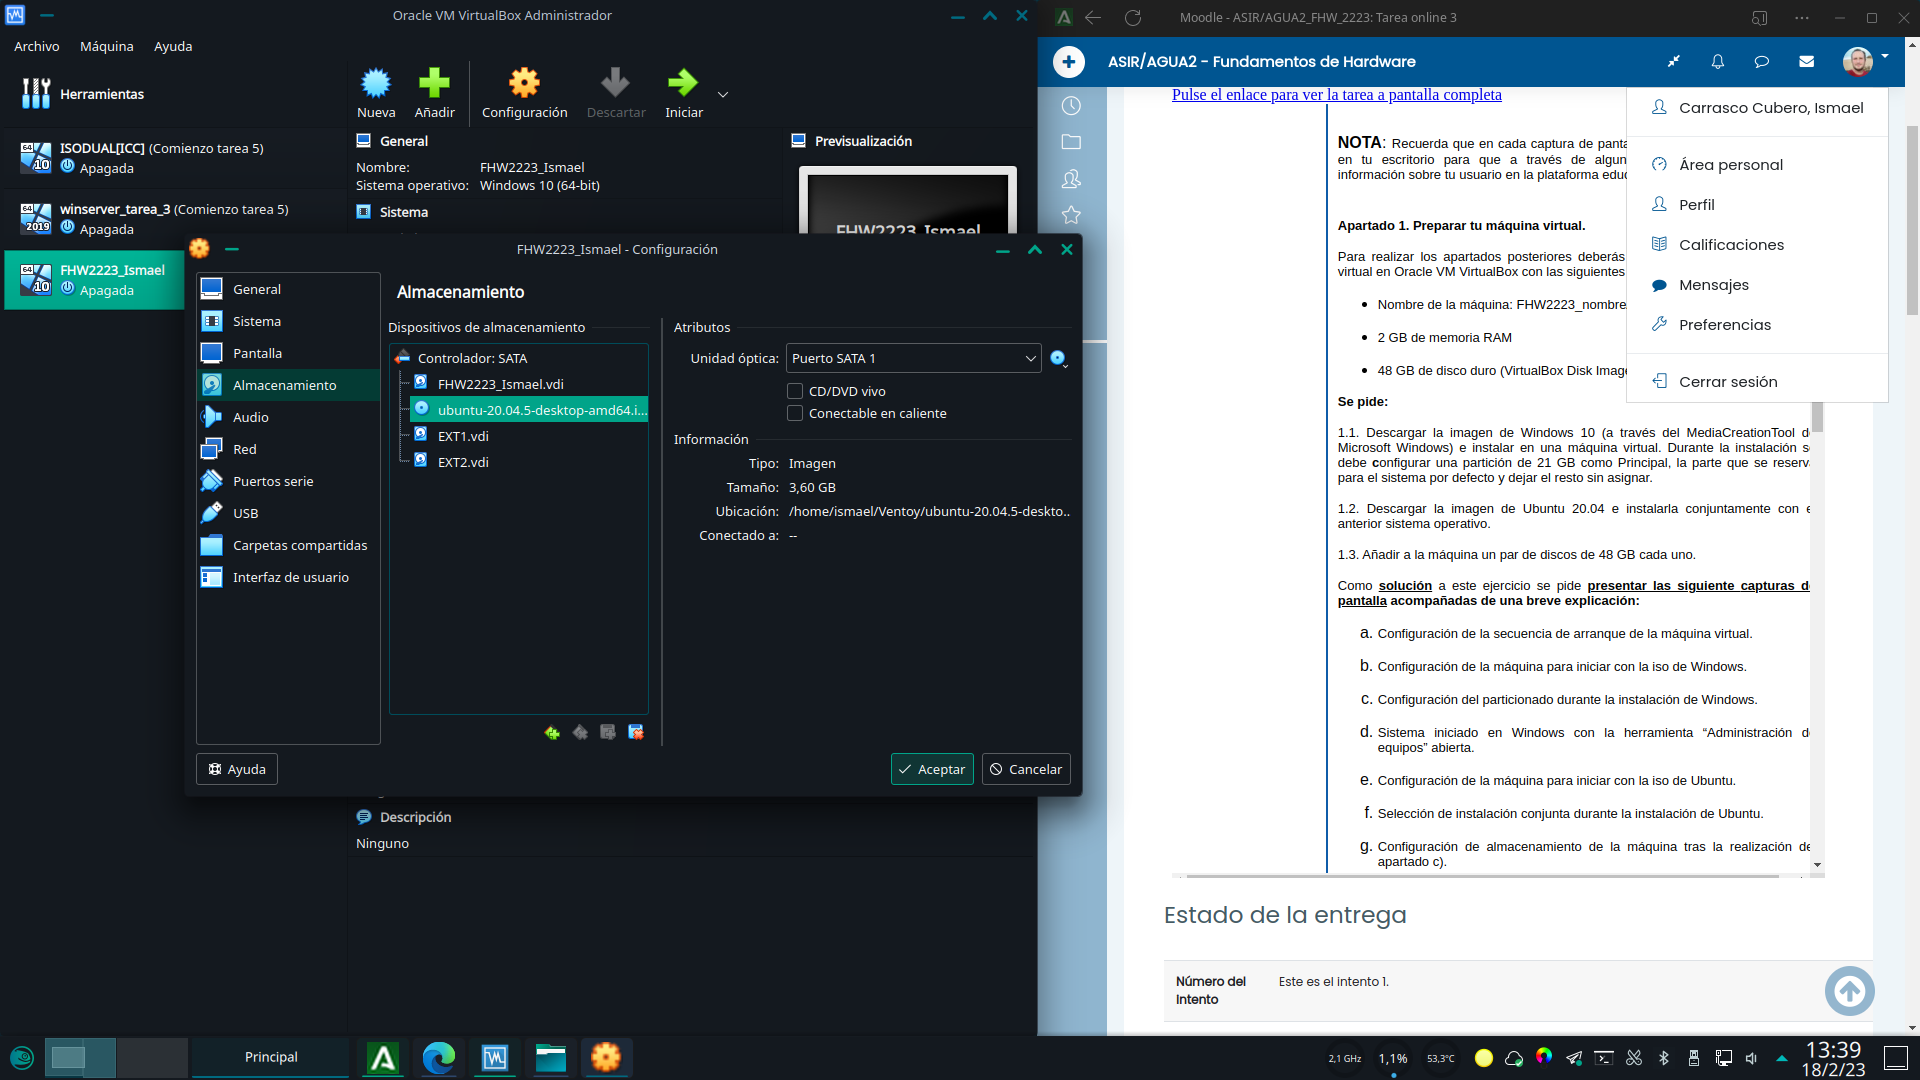 Oracle VM VirtualBox Administrador
Archivo Máquina Ayuda
Herramientas
Nueva Añadir Configuración Descartar Iniciar
ISODUAL[ICC] (Comienzo tarea 5)
Apagada
winserver_tarea_3 (Comienzo tarea 5)
Apagada
FHW2223_Ismael
Apagada
General
Nombre: FHW2223_Ismael
Sistema operativo: Windows 10 (64-bit)
Sistema
Previsualización
FHW2223_Ismael
FHW2223_Ismael - Configuración
General
Sistema
Pantalla
Almacenamiento
Audio
Red
Puertos serie
USB
Carpetas compartidas
Interfaz de usuario
Almacenamiento
Dispositivos de almacenamiento
Controlador: SATA
FHW2223_Ismael.vdi
ubuntu-20.04.5-desktop-amd64.i...
EXT1.vdi
EXT2.vdi
Atributos
Unidad óptica: Puerto SATA 1
CD/DVD vivo
Conectable en caliente
Información
Tipo: Imagen
Tamaño: 3,60 GB
Ubicación: /home/ismael/Ventoy/ubuntu-20.04.5-deskto..
Conectado a: --
Ayuda
Aceptar
Cancelar
Descripción
Ninguno
Moodle - ASIR/AGUA2_FHW_2223: Tarea online 3
ASIR/AGUA2 - Fundamentos de Hardware
Pulse el enlace para ver la tarea a pantalla completa
Carrasco Cubero, Ismael
Área personal
Perfil
Calificaciones
Mensajes
Preferencias
Cerrar sesión
NOTA: Recuerda que en cada captura de panta
en tu escritorio para que a través de algun
información sobre tu usuario en la plataforma educ
Apartado 1. Preparar tu máquina virtual.
Para realizar los apartados posteriores deberás
virtual en Oracle VM VirtualBox con las siguientes
Nombre de la máquina: FHW2223_nombre
2 GB de memoria RAM
48 GB de disco duro (VirtualBox Disk Image
Se pide:
1.1. Descargar la imagen de Windows 10 (a través del MediaCreationTool d
Microsoft Windows) e instalar en una máquina virtual. Durante la instalación s
debe configurar una partición de 21 GB como Principal, la parte que se reserv
para el sistema por defecto y dejar el resto sin asignar.
1.2. Descargar la imagen de Ubuntu 20.04 e instalarla conjuntamente con e
anterior sistema operativo.
1.3. Añadir a la máquina un par de discos de 48 GB cada uno.
Como solución a este ejercicio se pide presentar las siguiente capturas d
pantalla acompañadas de una breve explicación:
a. Configuración de la secuencia de arranque de la máquina virtual.
b. Configuración de la máquina para iniciar con la iso de Windows.
c. Configuración del particionado durante la instalación de Windows.
d. Sistema iniciado en Windows con la herramienta “Administración d
equipos” abierta.
e. Configuración de la máquina para iniciar con la iso de Ubuntu.
f. Selección de instalación conjunta durante la instalación de Ubuntu.
g. Configuración de almacenamiento de la máquina tras la realización de
apartado c).
Estado de la entrega
Número del Intento
Este es el intento 1.
Principal
2,1 GHz
1,1%
53,3°C
13:39
18/2/23